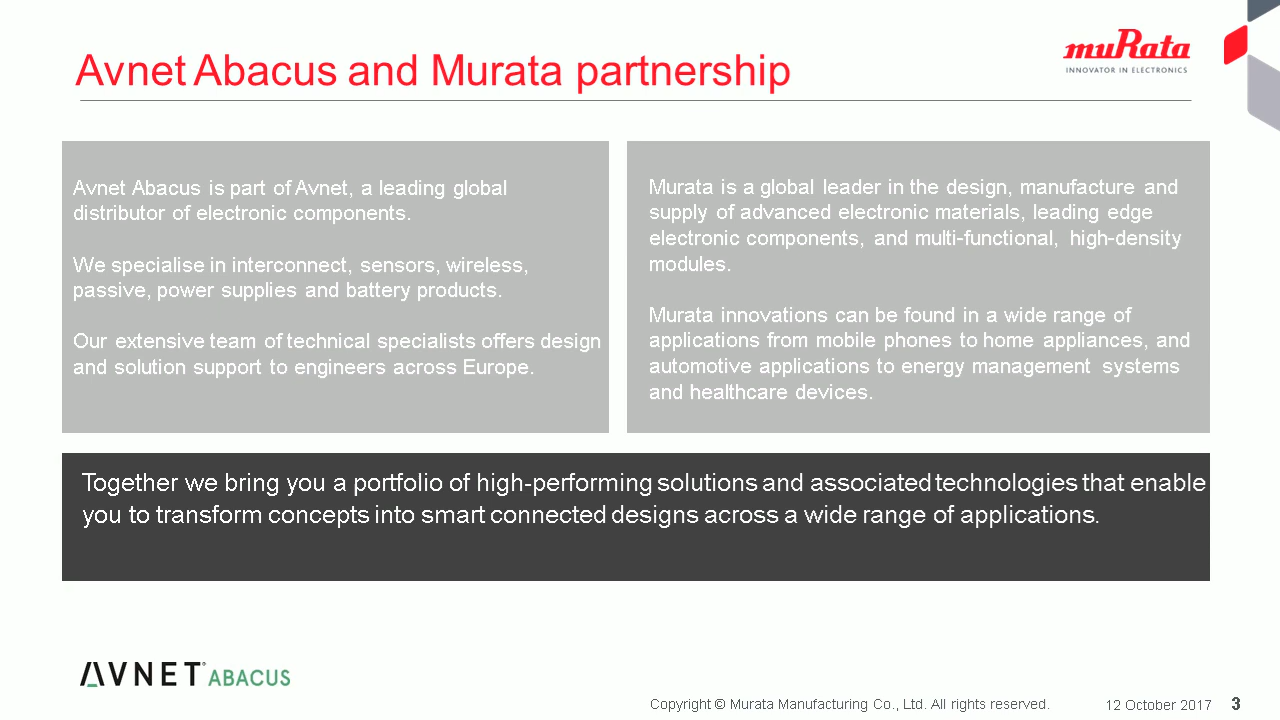 Avnet Abacus and Murata partnership
muRata
INNOVATOR IN ELECTRONICS
Avnet Abacus is part of Avnet, a leading global
distributor of electronic components.
We specialise in interconnect, sensors, wireless,
passive, power supplies and battery products.
Our extensive team of technical specialists offers design
and solution support to engineers across Europe.
Murata is a global leader in the design, manufacture and
supply of advanced electronic materials, leading edge
electronic components, and multi-functional, high-density
modules.
Murata innovations can be found in a wide range of
applications from mobile phones to home appliances, and
automotive applications to energy management systems
and healthcare devices.
Together we bring you a portfolio of high-performing solutions and associated technologies that enable
you to transform concepts into smart connected designs across a wide range of applications.
AVNET® ABACUS
Copyright © Murata Manufacturing Co., Ltd. All rights reserved.
12 October 2017
3